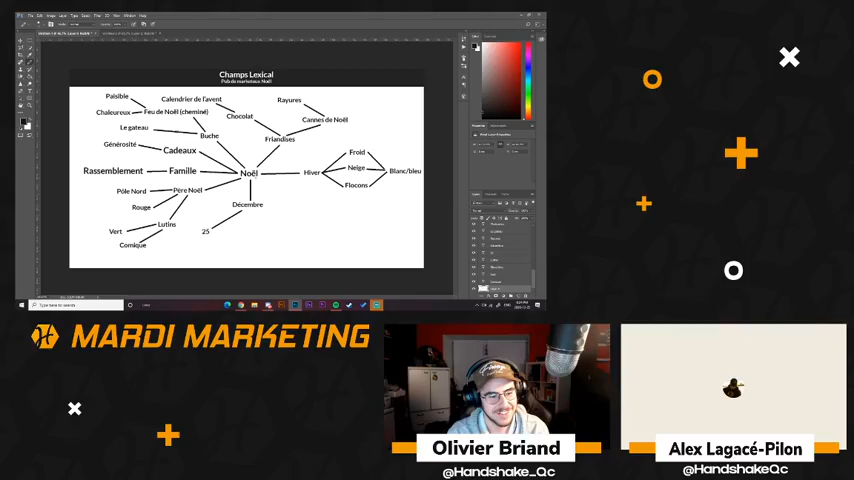 Champs Lexical
Pub de marketaux Noël
Paisible
Calendrier de l'avent
Rayures
Chaleureux
Feu de Noël (cheminé)
Chocolat
Cannes de Noël
Le gateau
Buche
Friandises
Générosité
Cadeaux
Froid
Rassemblement
Famille
Noël
Hiver
Neige
Blanc/bleu
Pôle Nord
Père Noël
Flocons
Rouge
Décembre
Vert
Lutins
25
Comique
MARDI MARKETING
Olivier Briand
@Handshake_Qc
Alex Lagacé-Pilon
@HandshakeQc